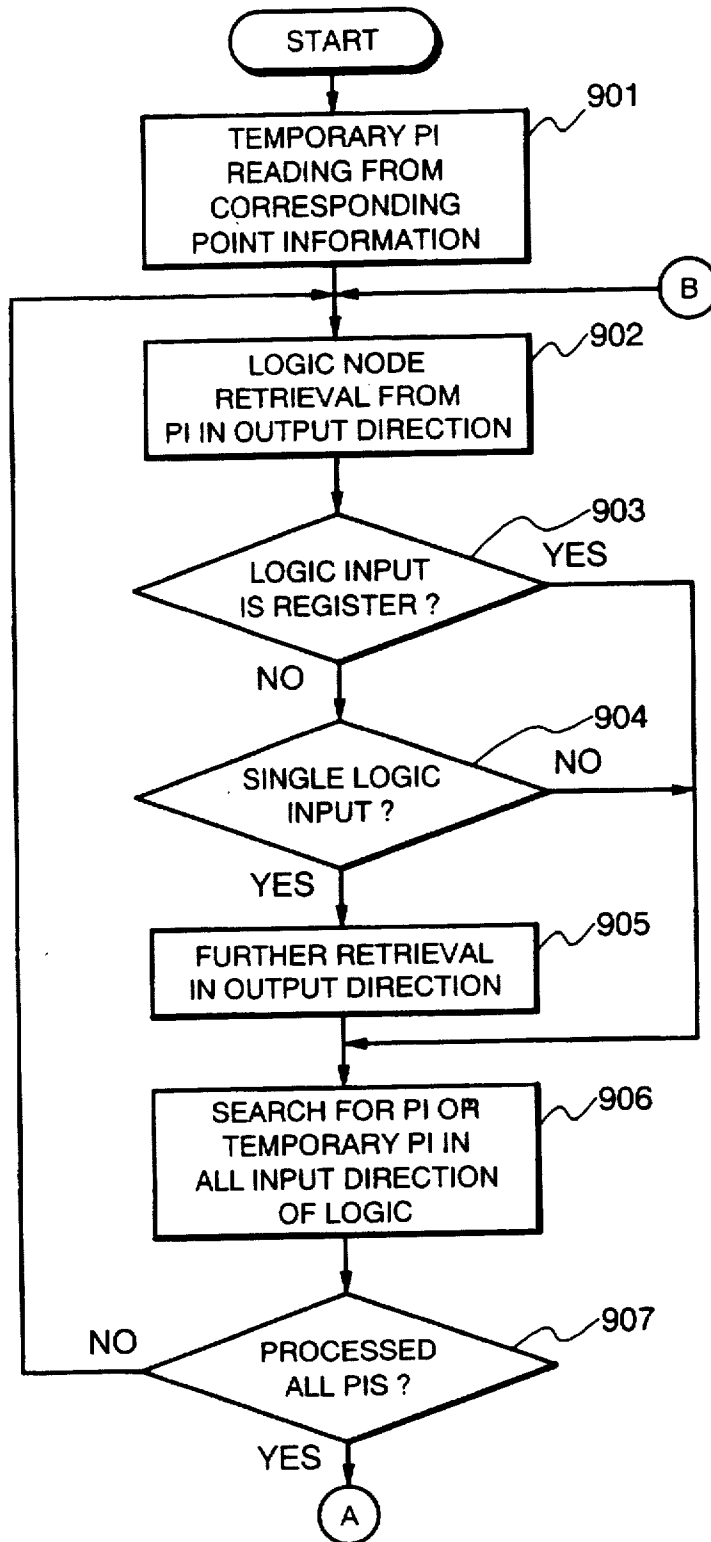 START
901
TEMPORARY PI
READING FROM
CORRESPONDING
POINT INFORMATION
B
902
LOGIC NODE
RETRIEVAL FROM
PI IN OUTPUT DIRECTION
903
YES
LOGIC INPUT
IS REGISTER ?
NO
904
NO
SINGLE LOGIC
INPUT ?
YES
905
FURTHER RETRIEVAL
IN OUTPUT DIRECTION
906
SEARCH FOR PI OR
TEMPORARY PI IN
ALL INPUT DIRECTION
OF LOGIC
907
NO
PROCESSED
ALL PIS ?
YES
A